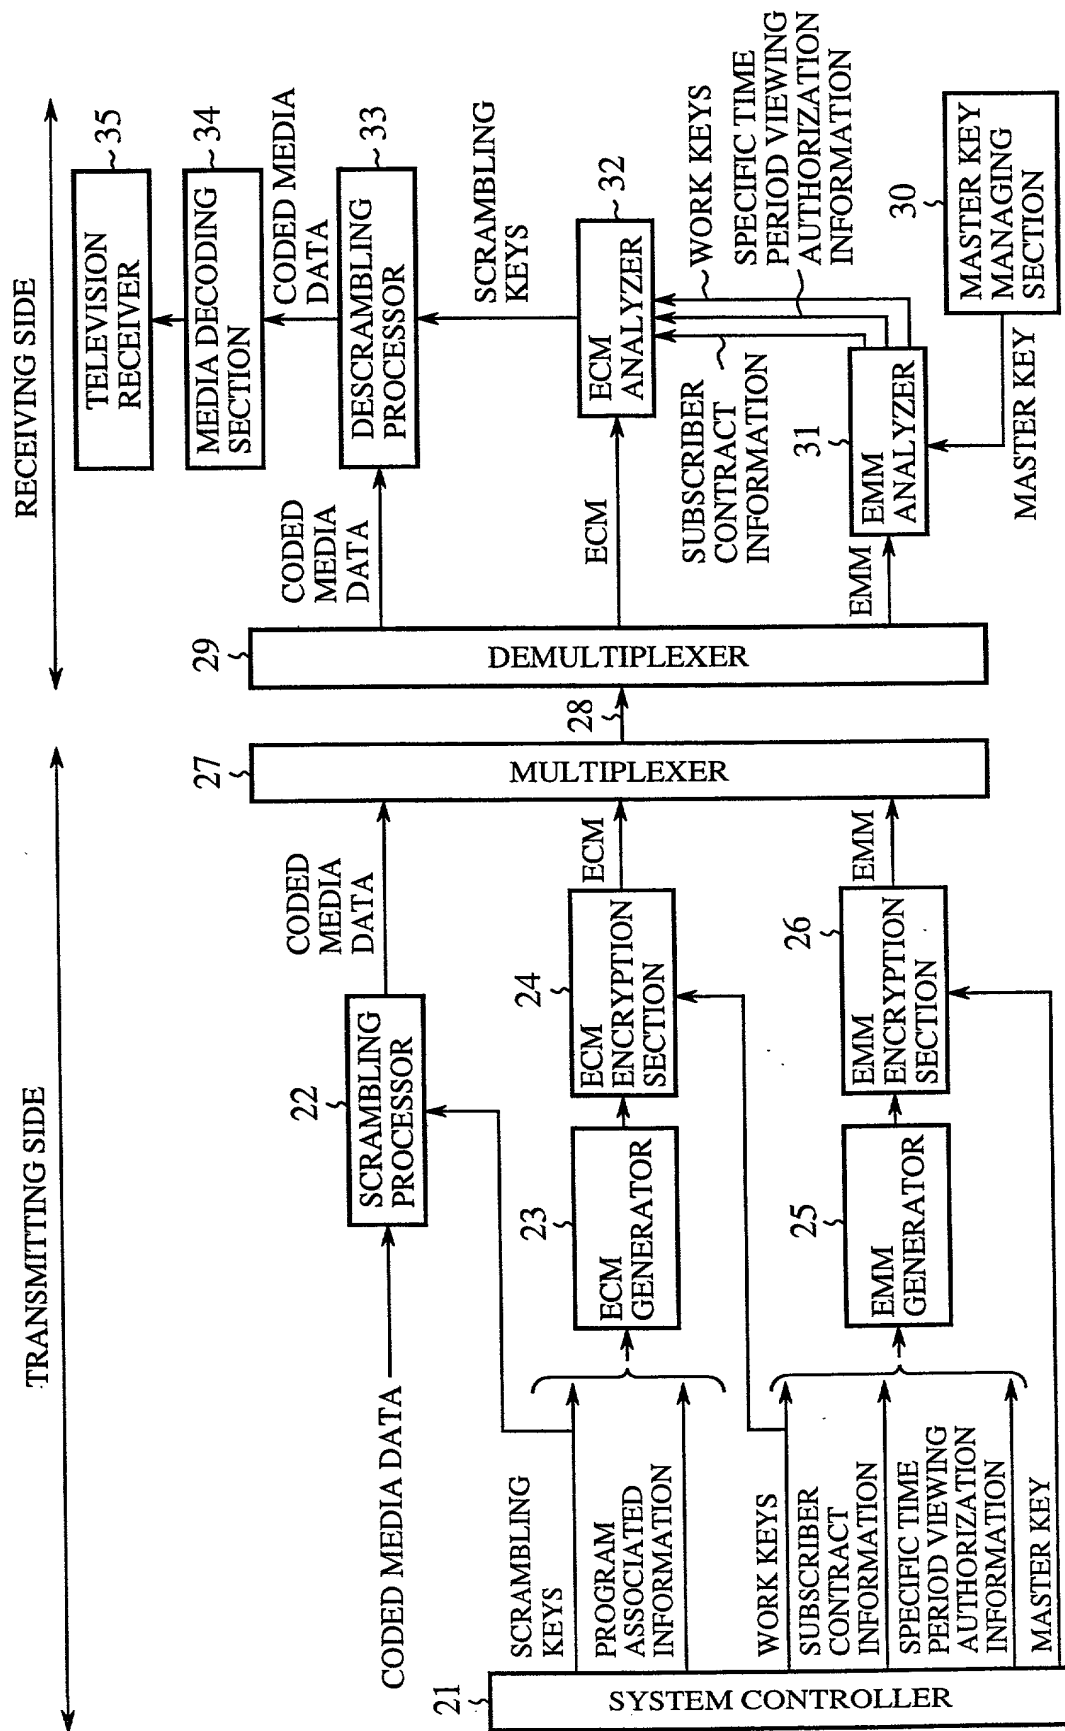 TRANSMITTING SIDE
RECEIVING SIDE
21
SYSTEM CONTROLLER
CODED MEDIA DATA
SCRAMBLING
KEYS
PROGRAM
ASSOCIATED
INFORMATION
WORK KEYS
SUBSCRIBER
CONTRACT
INFORMATION
SPECIFIC TIME
PERIOD VIEWING
AUTHORIZATION
INFORMATION
MASTER KEY
22
SCRAMBLING
PROCESSOR
23
ECM
GENERATOR
24
ECM
ENCRYPTION
SECTION
25
EMM
GENERATOR
26
EMM
ENCRYPTION
SECTION
CODED
MEDIA
DATA
ECM
EMM
27
MULTIPLEXER
28
29
DEMULTIPLEXER
CODED
MEDIA
DATA
ECM
EMM
35
TELEVISION
RECEIVER
34
MEDIA DECODING
SECTION
CODED MEDIA
DATA
33
DESCRAMBLING
PROCESSOR
SCRAMBLING
KEYS
32
ECM
ANALYZER
WORK KEYS
SPECIFIC TIME
PERIOD VIEWING
AUTHORIZATION
INFORMATION
SUBSCRIBER
CONTRACT
INFORMATION
31
EMM
ANALYZER
MASTER KEY
30
MASTER KEY
MANAGING
SECTION